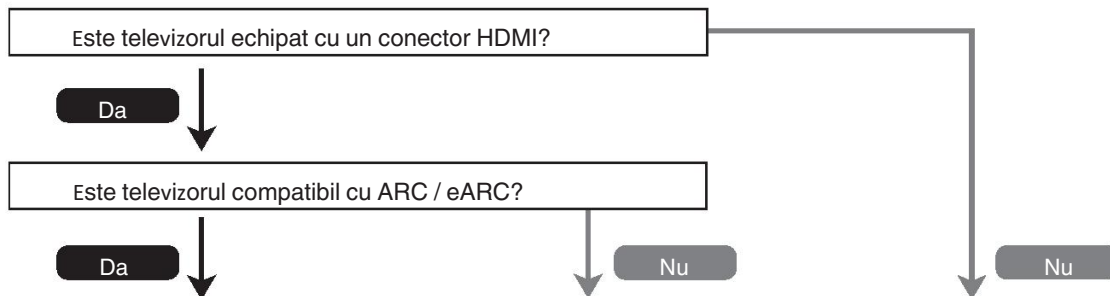 Este televizorul echipat cu un conector HDMI?
Da
Este televizorul compatibil cu ARC / eARC?
Da
Nu
Nu